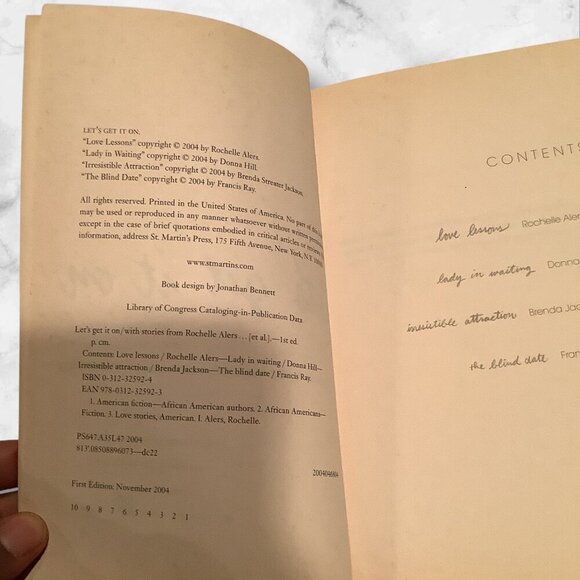 LET'S GET IT ON.
"Love Lessons" copyright © 2004 by Rochelle Alers.
"Lady in Waiting" copyright © 2004 by Donna Hill.
"Irresistible Attraction" copyright © 2004 by Brenda Streater Jackson.
"The Blind Date" copyright © 2004 by Francis Ray.
All rights reserved. Printed in the United States of America. No part of this
may be used or reproduced in any manner whatsoever without written
except in the case of brief quotations embodied in critical articles or reviews.
information, address St. Martin's Press, 175 Fifth Avenue, New York, N.Y.
www.stmartins.com
Book design by Jonathan Bennett
Library of Congress Cataloging-in-Publication Data
Let's get it on/with stories from Rochelle Alers . . . [et al.].—1st ed.
p. cm.
Contents: Love lessons / Rochelle Alers—Lady in waiting / Donna Hill—
Irresistible attraction / Brenda Jackson—The blind date / Francis Ray.
ISBN 0-312-32592-4
EAN 978-0312-32592-3
1. American fiction—African American authors. 2. African Americans—
Fiction. 3. Love stories, American. I. Alers, Rochelle.
PS647.A35L47 2004
813'.08508896073—dc22
First Edition: November 2004
10 9 8 7 6 5 4 3 2 1
CONTENTS
love lessons Rochelle Aler
lady in waiting Donna
irresistible attraction Brenda Jac
the blind date Fran